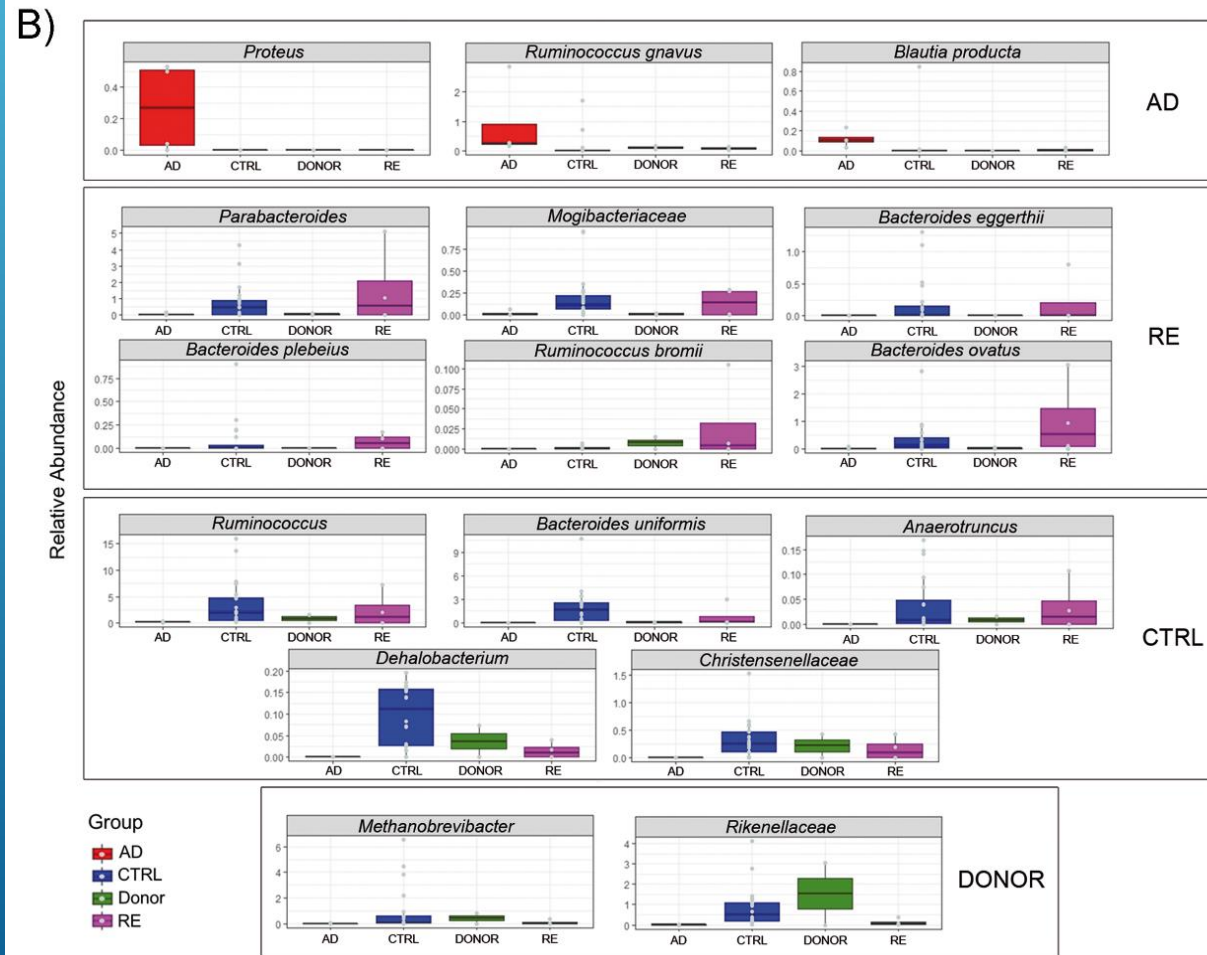 B)
Proteus
0.4
0.2
0.0
AD CTRL DONOR RE
Ruminococcus gnavus
2
1
0
AD CTRL DONOR RE
Blautia producta
0.8
0.6
0.4
0.2
0.0
AD CTRL DONOR RE
AD
Relative Abundance
Parabacteroides
5
4
3
2
1
0
AD CTRL DONOR RE
Mogibacteriaceae
0.75
0.50
0.25
0.00
AD CTRL DONOR RE
Bacteroides eggerthii
1.0
0.5
0.0
AD CTRL DONOR RE
Bacteroides plebeius
0.75
0.50
0.25
0.00
AD CTRL DONOR RE
Ruminococcus bromii
0.100
0.075
0.050
0.025
0.000
AD CTRL DONOR RE
Bacteroides ovatus
3
2
1
0
AD CTRL DONOR RE
RE
Ruminococcus
15
10
5
0
AD CTRL DONOR RE
Bacteroides uniformis
9
6
3
0
AD CTRL DONOR RE
Anaerotruncus
0.15
0.10
0.05
0.00
AD CTRL DONOR RE
Dehalobacterium
0.20
0.15
0.10
0.05
0.00
AD CTRL DONOR RE
Christensenellaceae
1.5
1.0
0.5
0.0
AD CTRL DONOR RE
CTRL
Group
AD
CTRL
Donor
RE
Methanobrevibacter
6
4
2
0
AD CTRL DONOR RE
Rikenellaceae
4
3
2
1
0
AD CTRL DONOR RE
DONOR